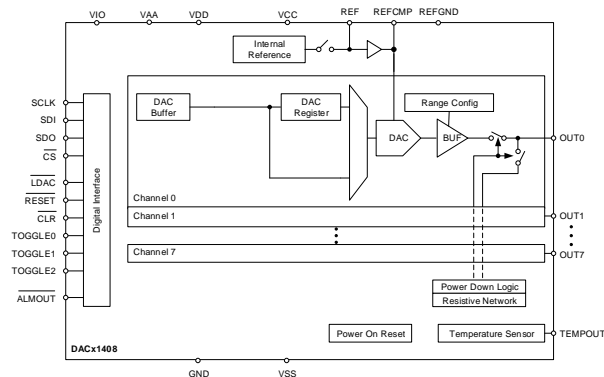 VIO
VAA
VDD
VCC
REF
REFCMP
REFGND
Internal
Reference
SCLK
SDI
SDO
CS
LDAC
RESET
CLR
TOGGLE0
TOGGLE1
TOGGLE2
ALMOUT
Digital Interface
DAC
Buffer
DAC
Register
DAC
Range Config
BUF
OUT0
Channel 0
Channel 1
OUT1
Channel 7
OUT7
Power Down Logic
Resistive Network
Power On Reset
Temperature Sensor
TEMPOUT
DACx1408
GND
VSS